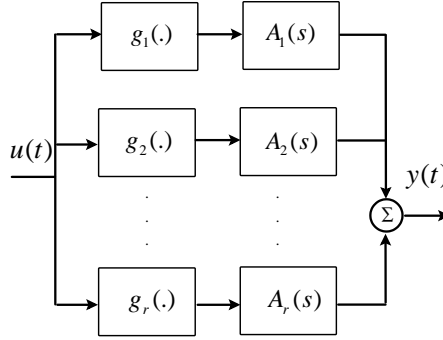 g₁(.) A₁(s)
u(t) g₂(.) A₂(s) y(t)
Σ
gᵣ(.) Aᵣ(s)